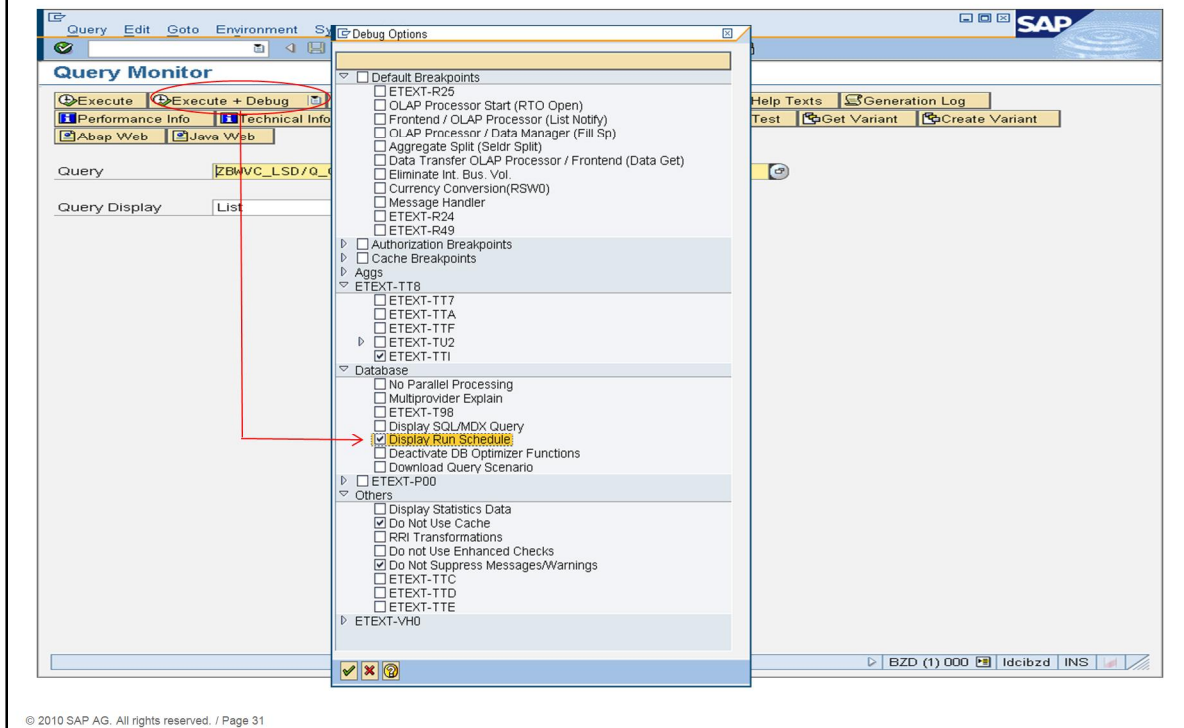 Query Edit Goto Environment Sy
SAP
Debug Options
Query Monitor
Execute Execute + Debug Help Texts Generation Log
Performance Info Technical Info Test Get Variant Create Variant
Abap Web Java Web
Query ZBWVC_LSD/Q_
Query Display List
Default Breakpoints
ETEXT-R25
OLAP Processor Start (RTO Open)
Frontend / OLAP Processor (List Notify)
OLAP Processor / Data Manager (Fill Sp)
Aggregate Split (Seldr Split)
Data Transfer OLAP Processor / Frontend (Data Get)
Eliminate Int. Bus. Vol.
Currency Conversion(RSW0)
Message Handler
ETEXT-R24
ETEXT-R49
Authorization Breakpoints
Cache Breakpoints
Aggs
ETEXT-TT8
ETEXT-TT7
ETEXT-TTA
ETEXT-TTF
ETEXT-TU2
ETEXT-TTI
Database
No Parallel Processing
Multiprovider Explain
ETEXT-T98
Display SQL/MDX Query
Display Run Schedule
Deactivate DB Optimizer Functions
Download Query Scenario
ETEXT-P00
Others
Display Statistics Data
Do Not Use Cache
RRI Transformations
Do not Use Enhanced Checks
Do Not Suppress Messages/Warnings
ETEXT-TTC
ETEXT-TTD
ETEXT-TTE
ETEXT-VH0
BZD (1) 000 ldcibzd INS
© 2010 SAP AG. All rights reserved. / Page 31